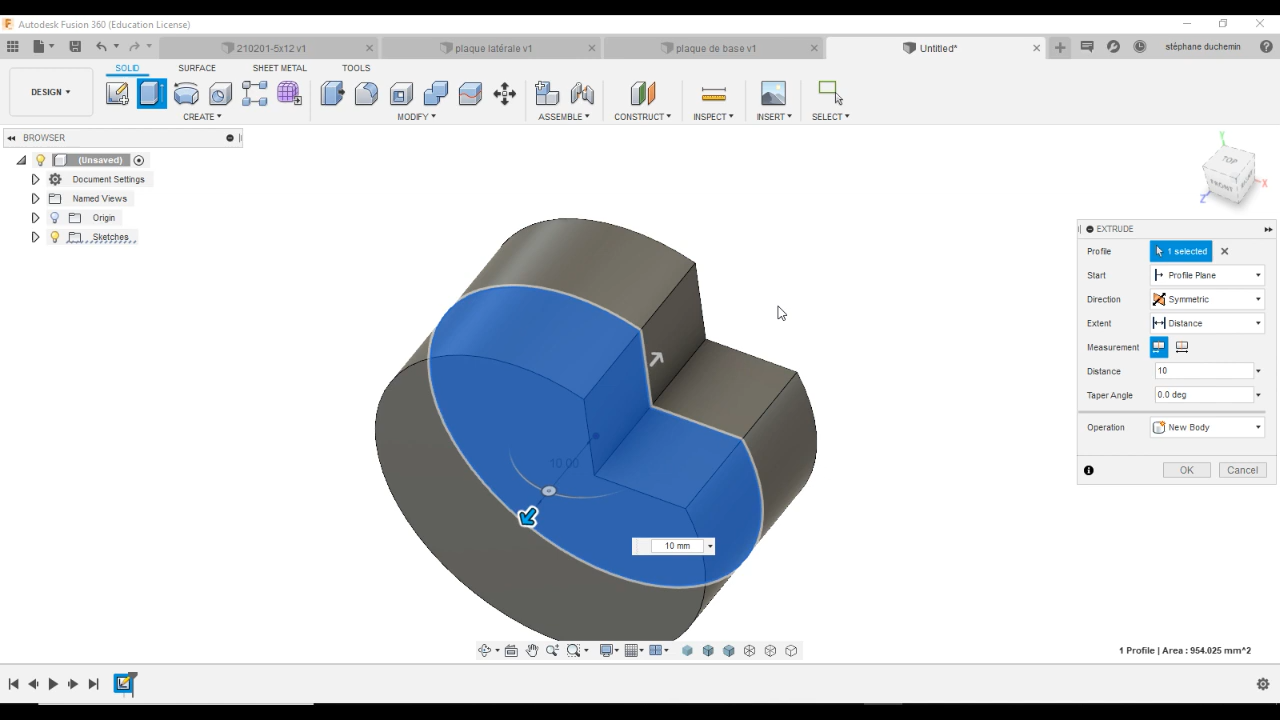 Autodesk Fusion 360 (Education License)
210201-5x12 v1
plaque latérale v1
plaque de base v1
Untitled*
stéphane duchemin
SOLID
SURFACE
SHEET METAL
TOOLS
DESIGN
CREATE
MODIFY
ASSEMBLE
CONSTRUCT
INSPECT
INSERT
SELECT
BROWSER
(Unsaved)
Document Settings
Named Views
Origin
Sketches
TOP
FRONT
Y
X
Z
EXTRUDE
Profile 1 selected
Start Profile Plane
Direction Symmetric
Extent Distance
Measurement
Distance 10
Taper Angle 0.0 deg
Operation New Body
OK Cancel
10.00
10 mm
1 Profile | Area : 954.025 mm^2